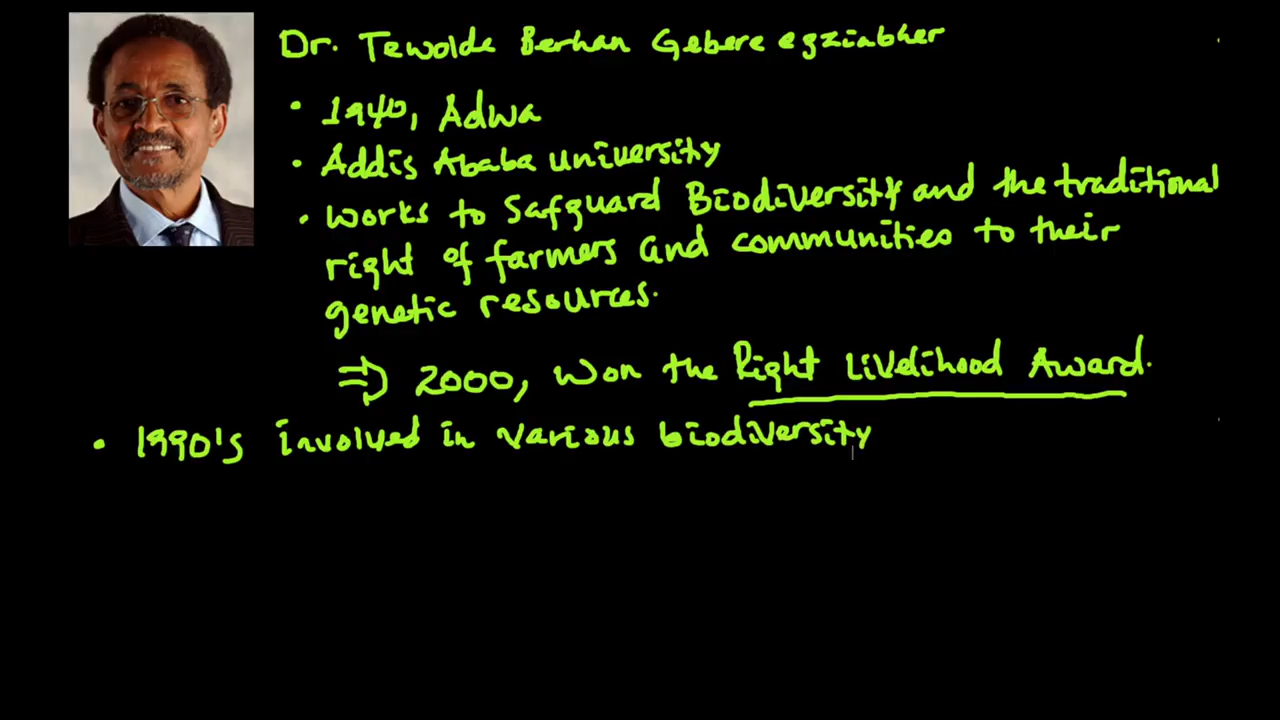 Dr. Tewolde Berhan Gebere egziabher
• 1940, Adwa
• Addis Ababa university
• works to Safguard Biodiversity and the traditional
right of farmers and communities to their
genetic resources.
⇒ 2000, won the Right Livelihood Award.
• 1990's involved in various biodiversity